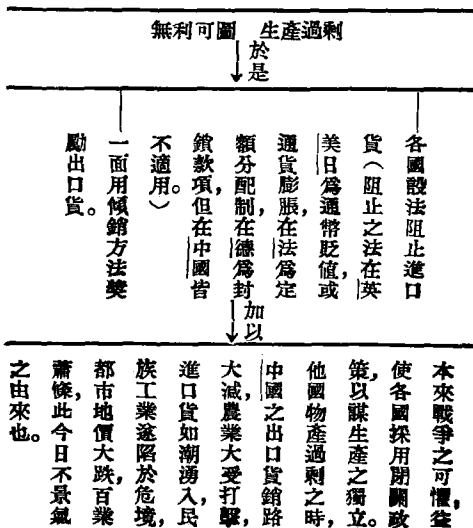 無利可圖　生產過剩
於是
各國設法阻止進口
貨（阻止之法在英
美日爲通幣貶值，或
通貨膨脹，在法爲定
額分配制，在德爲封
鎖款項，但在中國皆
不適用。）
一面用傾銷方法獎
勵出口貨。
加以
本來戰爭之可懼，往
使各國採用閉關政
策，以謀生產之獨立。
他國物產過剩之時，
中國之出口貨銷路
大減，農業大受打擊，
進口貨如潮湧入，民
族工業遂陷於危境，
都市地價大跌，百業
蕭條，此今日不景氣
之由來也。